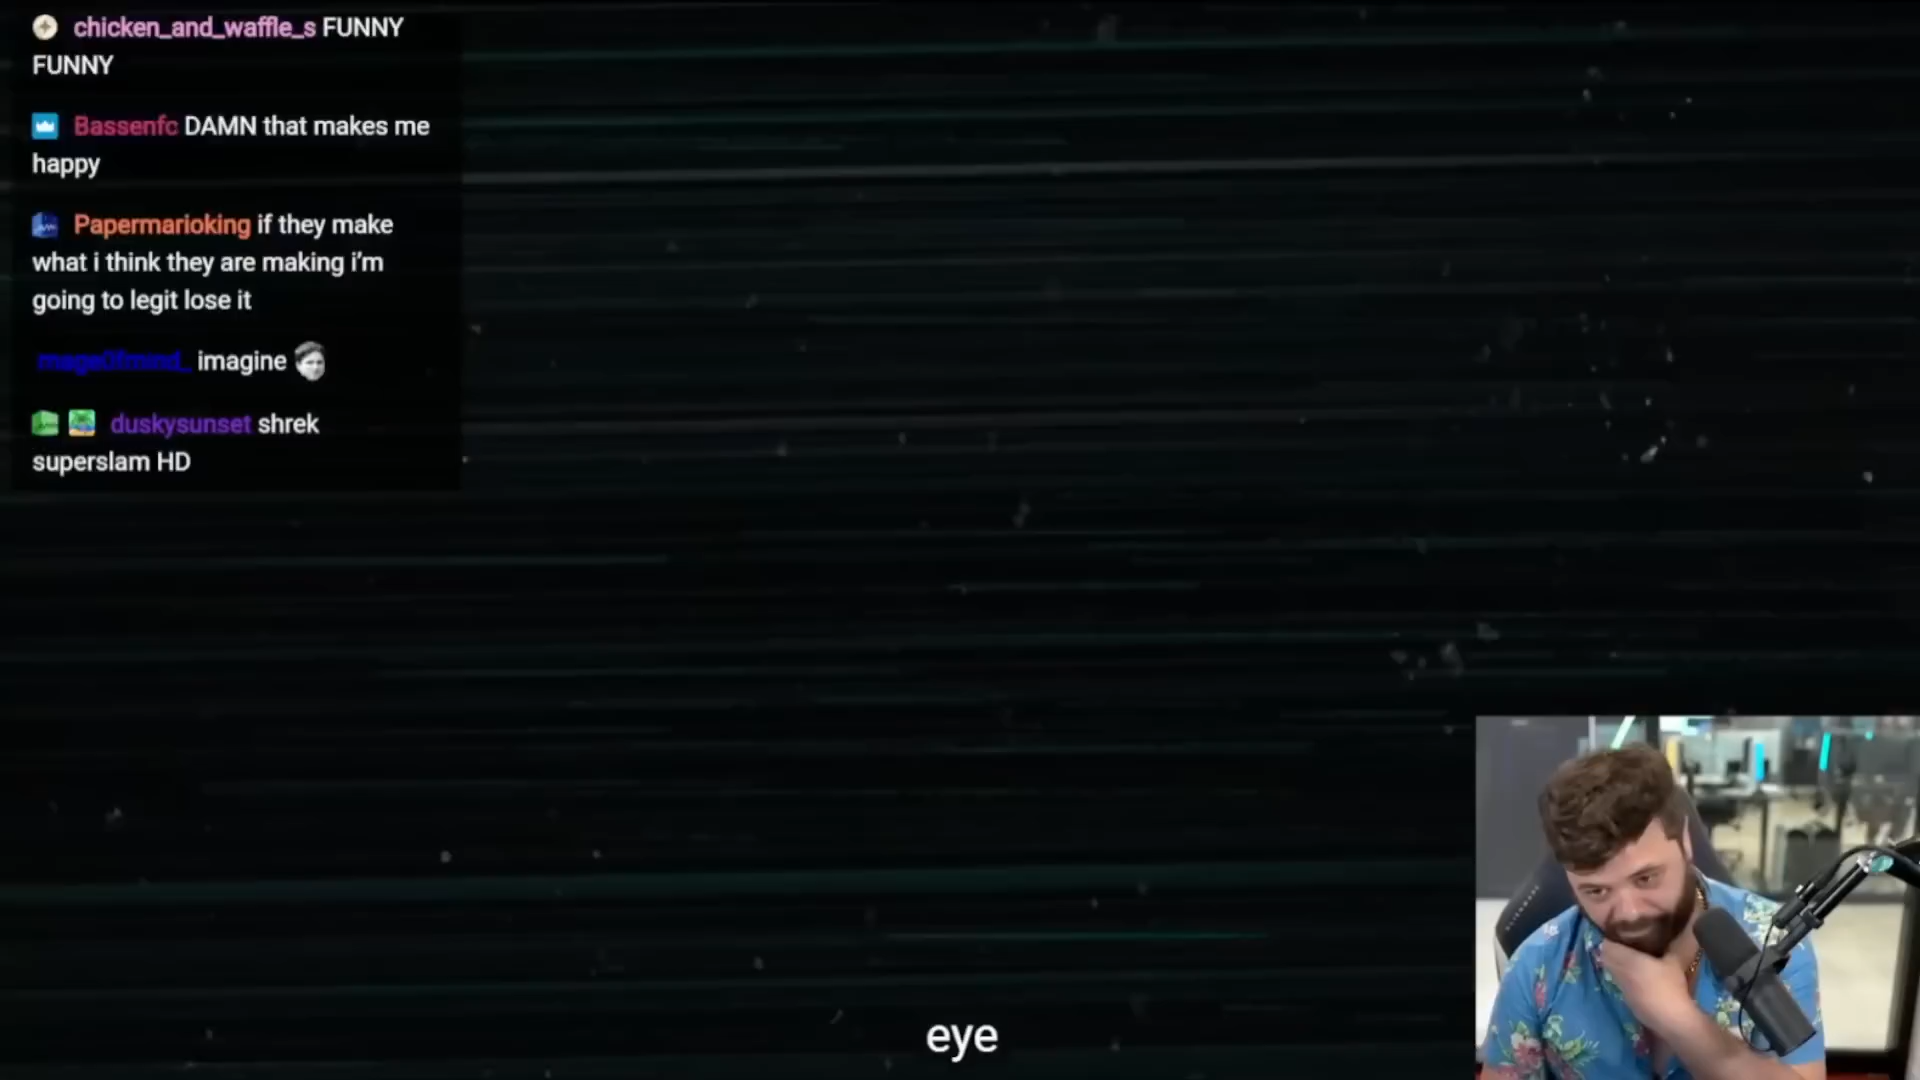 chicken_and_waffle_s FUNNY
FUNNY
Bassenfc DAMN that makes me
happy
Papermarioking if they make
what i think they are making i'm
going to legit lose it
mage0fmind_ imagine
duskysunset shrek
superslam HD
eye